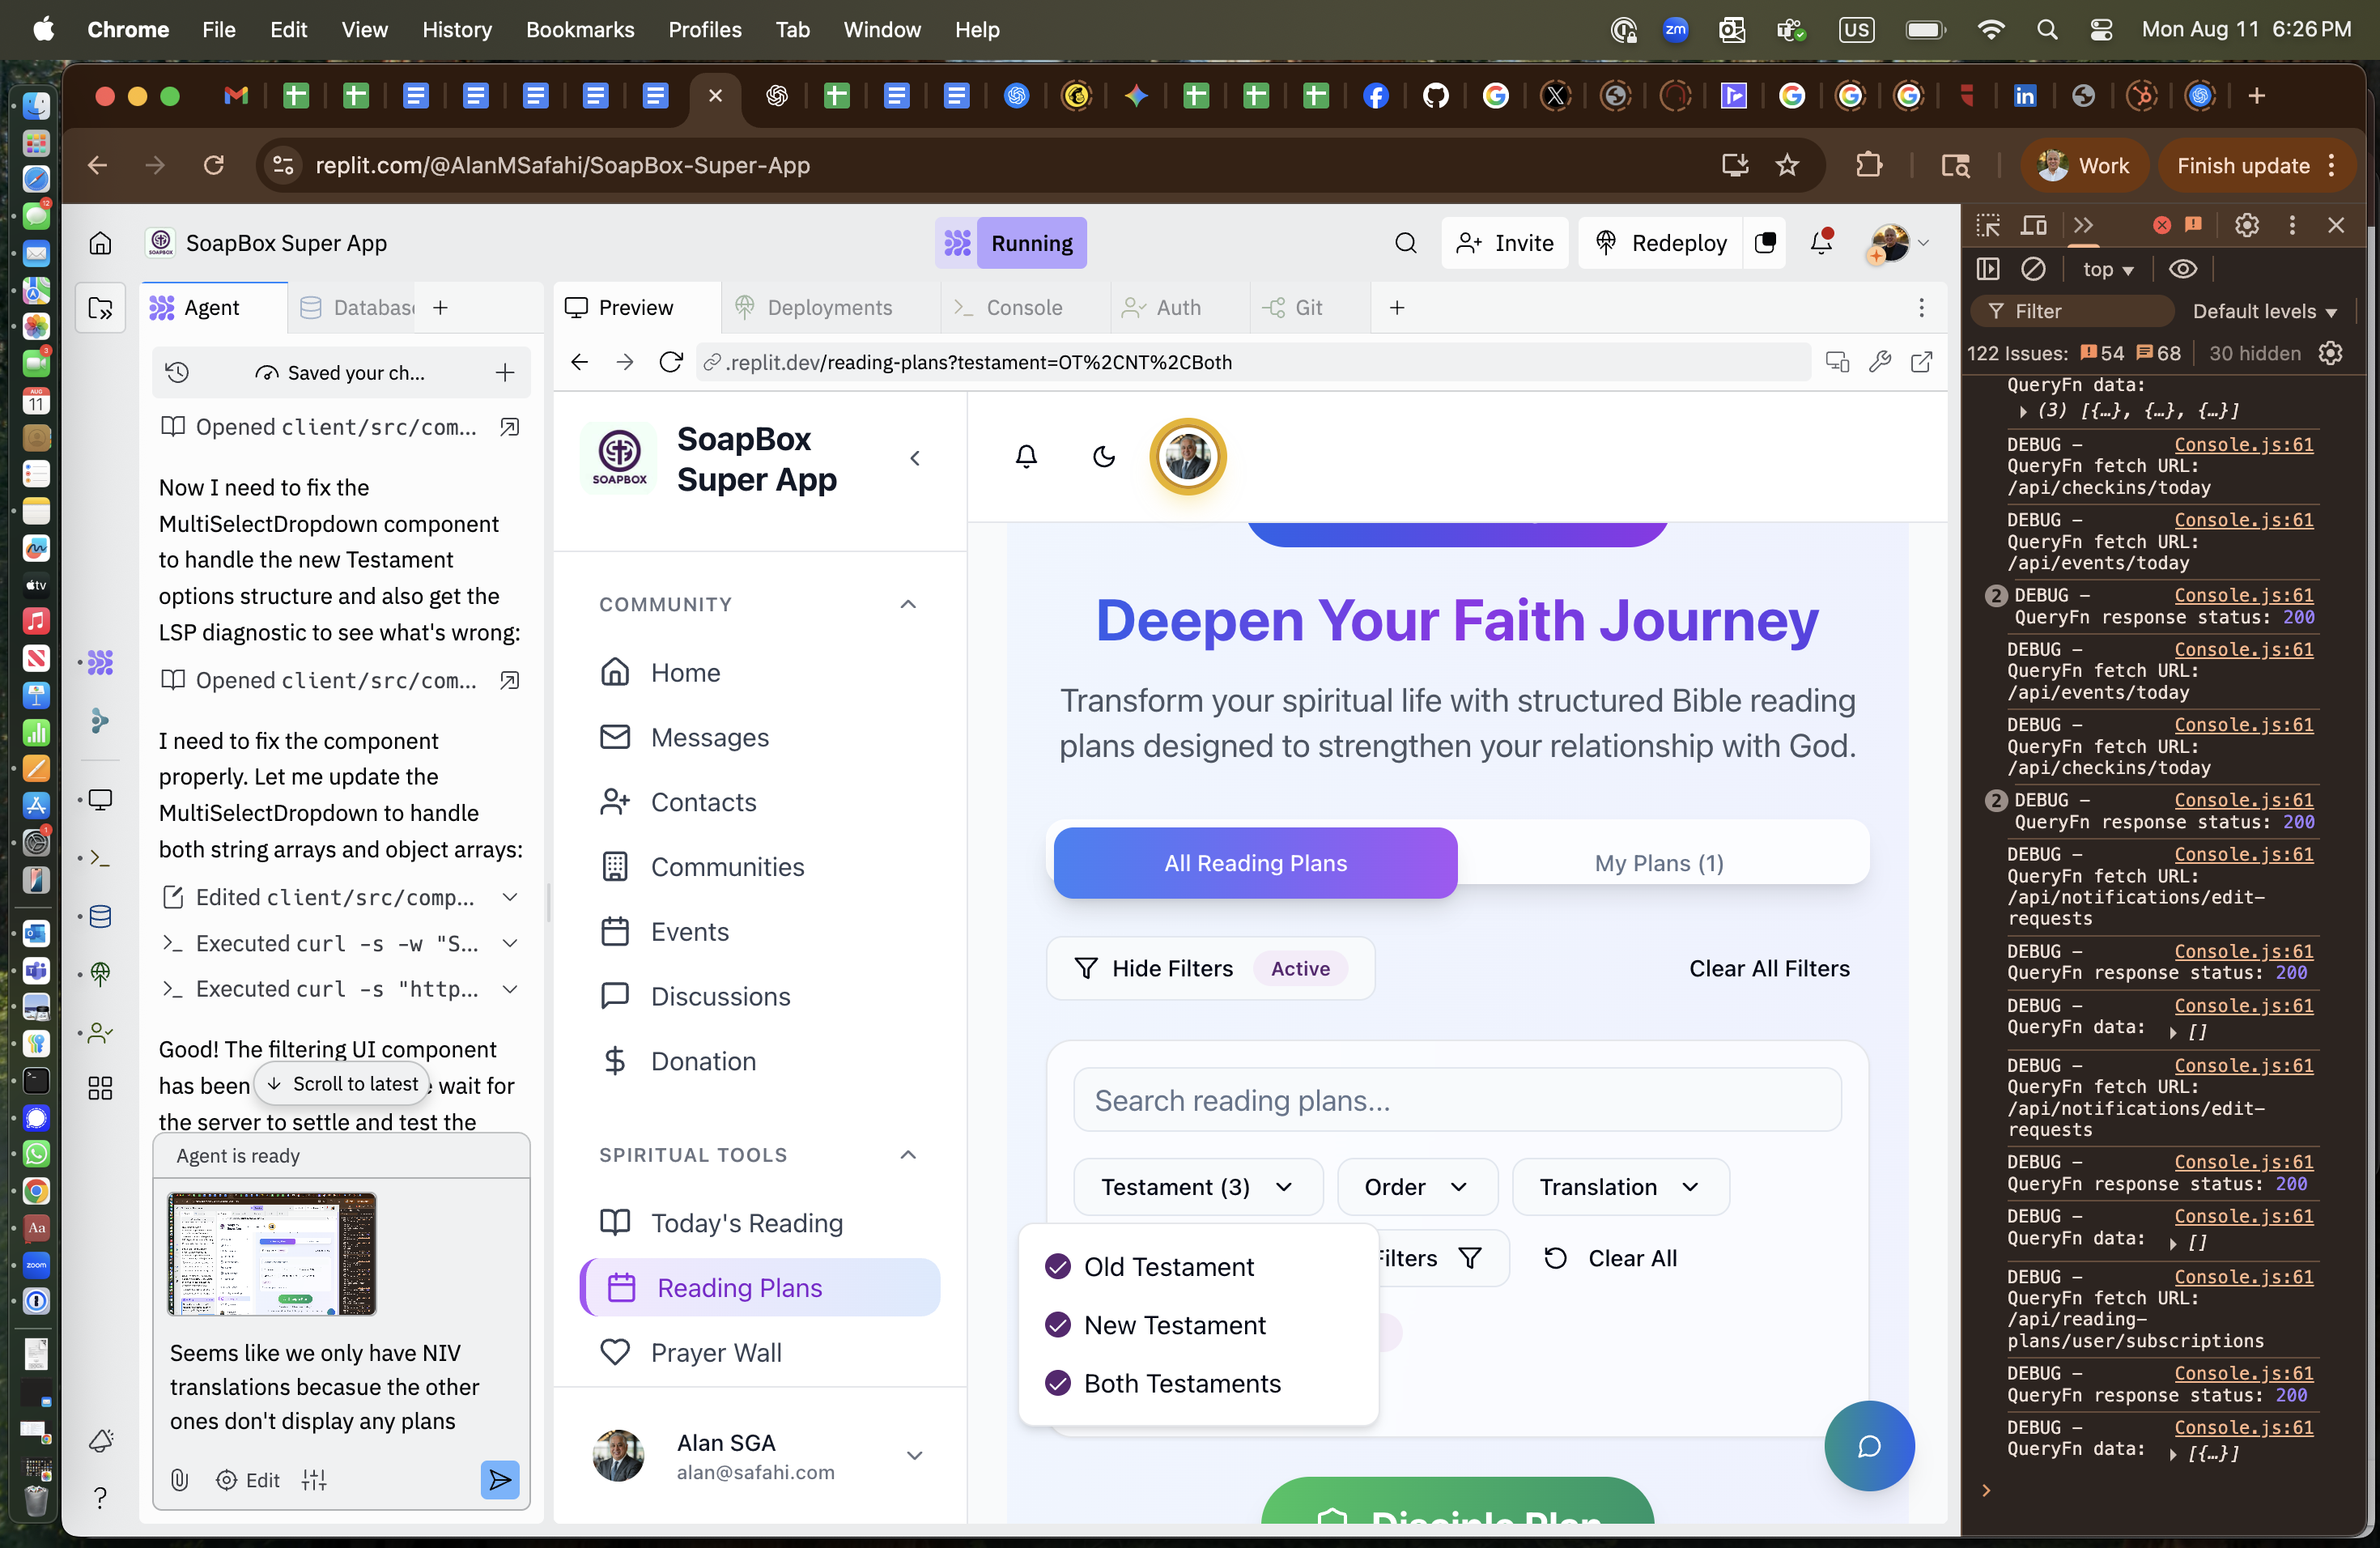 Chrome File Edit View History Bookmarks Profiles Tab Window Help
zm
US
Mon Aug 11 6:26 PM
replit.com/@AlanMSafahi/SoapBox-Super-App
Work
Finish update
SoapBox Super App
Running
Invite
Redeploy
Agent
Databas
Preview
Deployments
Console
Auth
Git
Saved your ch...
.replit.dev/reading-plans?testament=OT%2CNT%2CBoth
Opened client/src/com...
Now I need to fix the
MultiSelectDropdown component
to handle the new Testament
options structure and also get the
LSP diagnostic to see what's wrong:
Opened client/src/com...
I need to fix the component
properly. Let me update the
MultiSelectDropdown to handle
both string arrays and object arrays:
Edited client/src/comp...
Executed curl -s -w "S...
Executed curl -s "http...
Good! The filtering UI component
has been
Scroll to latest
wait for
the server to settle and test the
Agent is ready
Seems like we only have NIV
translations becasue the other
ones don't display any plans
Edit
SOAPBOX
SoapBox
Super App
COMMUNITY
Home
Messages
Contacts
Communities
Events
Discussions
Donation
SPIRITUAL TOOLS
Today's Reading
Reading Plans
Prayer Wall
Alan SGA
alan@safahi.com
Deepen Your Faith Journey
Transform your spiritual life with structured Bible reading
plans designed to strengthen your relationship with God.
All Reading Plans
My Plans (1)
Hide Filters
Active
Clear All Filters
Search reading plans...
Testament (3)
Order
Translation
Filters
Clear All
Old Testament
New Testament
Both Testaments
top
Filter
Default levels
122 Issues: 54 68
30 hidden
QueryFn data:
(3) [{…}, {…}, {…}]
DEBUG – Console.js:61
QueryFn fetch URL:
/api/checkins/today
DEBUG – Console.js:61
QueryFn fetch URL:
/api/events/today
2 DEBUG – Console.js:61
QueryFn response status: 200
DEBUG – Console.js:61
QueryFn fetch URL:
/api/events/today
DEBUG – Console.js:61
QueryFn fetch URL:
/api/checkins/today
2 DEBUG – Console.js:61
QueryFn response status: 200
DEBUG – Console.js:61
QueryFn fetch URL:
/api/notifications/edit-
requests
DEBUG – Console.js:61
QueryFn response status: 200
DEBUG – Console.js:61
QueryFn data: []
DEBUG – Console.js:61
QueryFn fetch URL:
/api/notifications/edit-
requests
DEBUG – Console.js:61
QueryFn response status: 200
DEBUG – Console.js:61
QueryFn data: []
DEBUG – Console.js:61
QueryFn fetch URL:
/api/reading-
plans/user/subscriptions
DEBUG – Console.js:61
QueryFn response status: 200
DEBUG – Console.js:61
QueryFn data: [{…}]